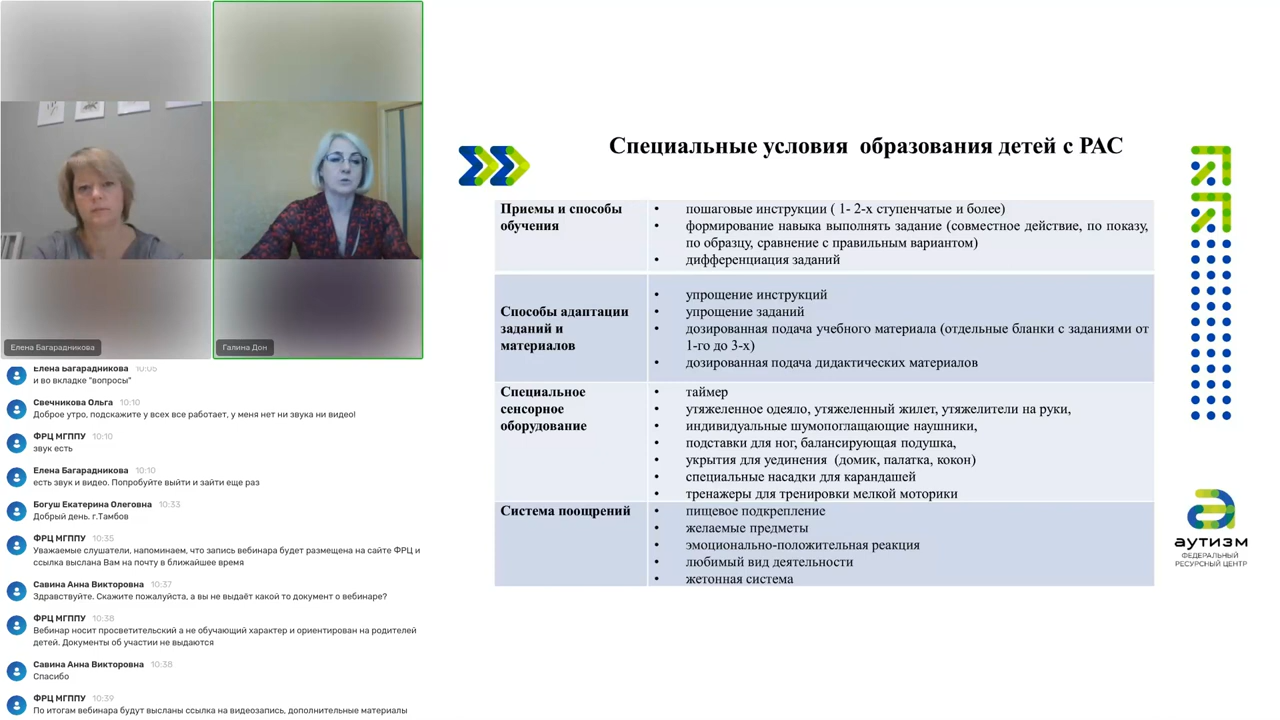 Елена Багарадникова
Галина Дон
Елена Багарадникова 10:06
и во вкладке "вопросы"
Свечникова Ольга 10:10
Доброе утро, подскажите у всех все работает, у меня нет ни звука ни видео!
ФРЦ МГППУ 10:10
звук есть
Елена Багарадникова 10:10
есть звук и видео. Попробуйте выйти и зайти еще раз
Богуш Екатерина Олеговна 10:33
Добрый день. г.Тамбов
ФРЦ МГППУ 10:35
Уважаемые слушатели, напоминаем, что запись вебинара будет размещена на сайте ФРЦ и
ссылка выслана Вам на почту в ближайшее время
Савина Анна Викторовна 10:37
Здравствуйте. Скажите пожалуйста, а вы не выдаёт какой то документ о вебинаре?
ФРЦ МГППУ 10:38
Вебинар носит просветительский а не обучающий характер и ориентирован на родителей
детей. Документы об участии не выдаются
Савина Анна Викторовна 10:38
Спасибо
ФРЦ МГППУ 10:39
По итогам вебинара будут высланы ссылка на видеозапись, дополнительные материалы
Специальные условия образования детей с РАС
Приемы и способы
обучения
• пошаговые инструкции ( 1- 2-х ступенчатые и более)
• формирование навыка выполнять задание (совместное действие, по показу,
по образцу, сравнение с правильным вариантом)
• дифференциация заданий
Способы адаптации
заданий и
материалов
• упрощение инструкций
• упрощение заданий
• дозированная подача учебного материала (отдельные бланки с заданиями от
1-го до 3-х)
• дозированная подача дидактических материалов
Специальное
сенсорное
оборудование
• таймер
• утяжеленное одеяло, утяжеленный жилет, утяжелители на руки,
• индивидуальные шумопоглащающие наушники,
• подставки для ног, балансирующая подушка,
• укрытия для уединения (домик, палатка, кокон)
• специальные насадки для карандашей
• тренажеры для тренировки мелкой моторики
Система поощрений
• пищевое подкрепление
• желаемые предметы
• эмоционально-положительная реакция
• любимый вид деятельности
• жетонная система
аутизм
ФЕДЕРАЛЬНЫЙ
РЕСУРСНЫЙ ЦЕНТР